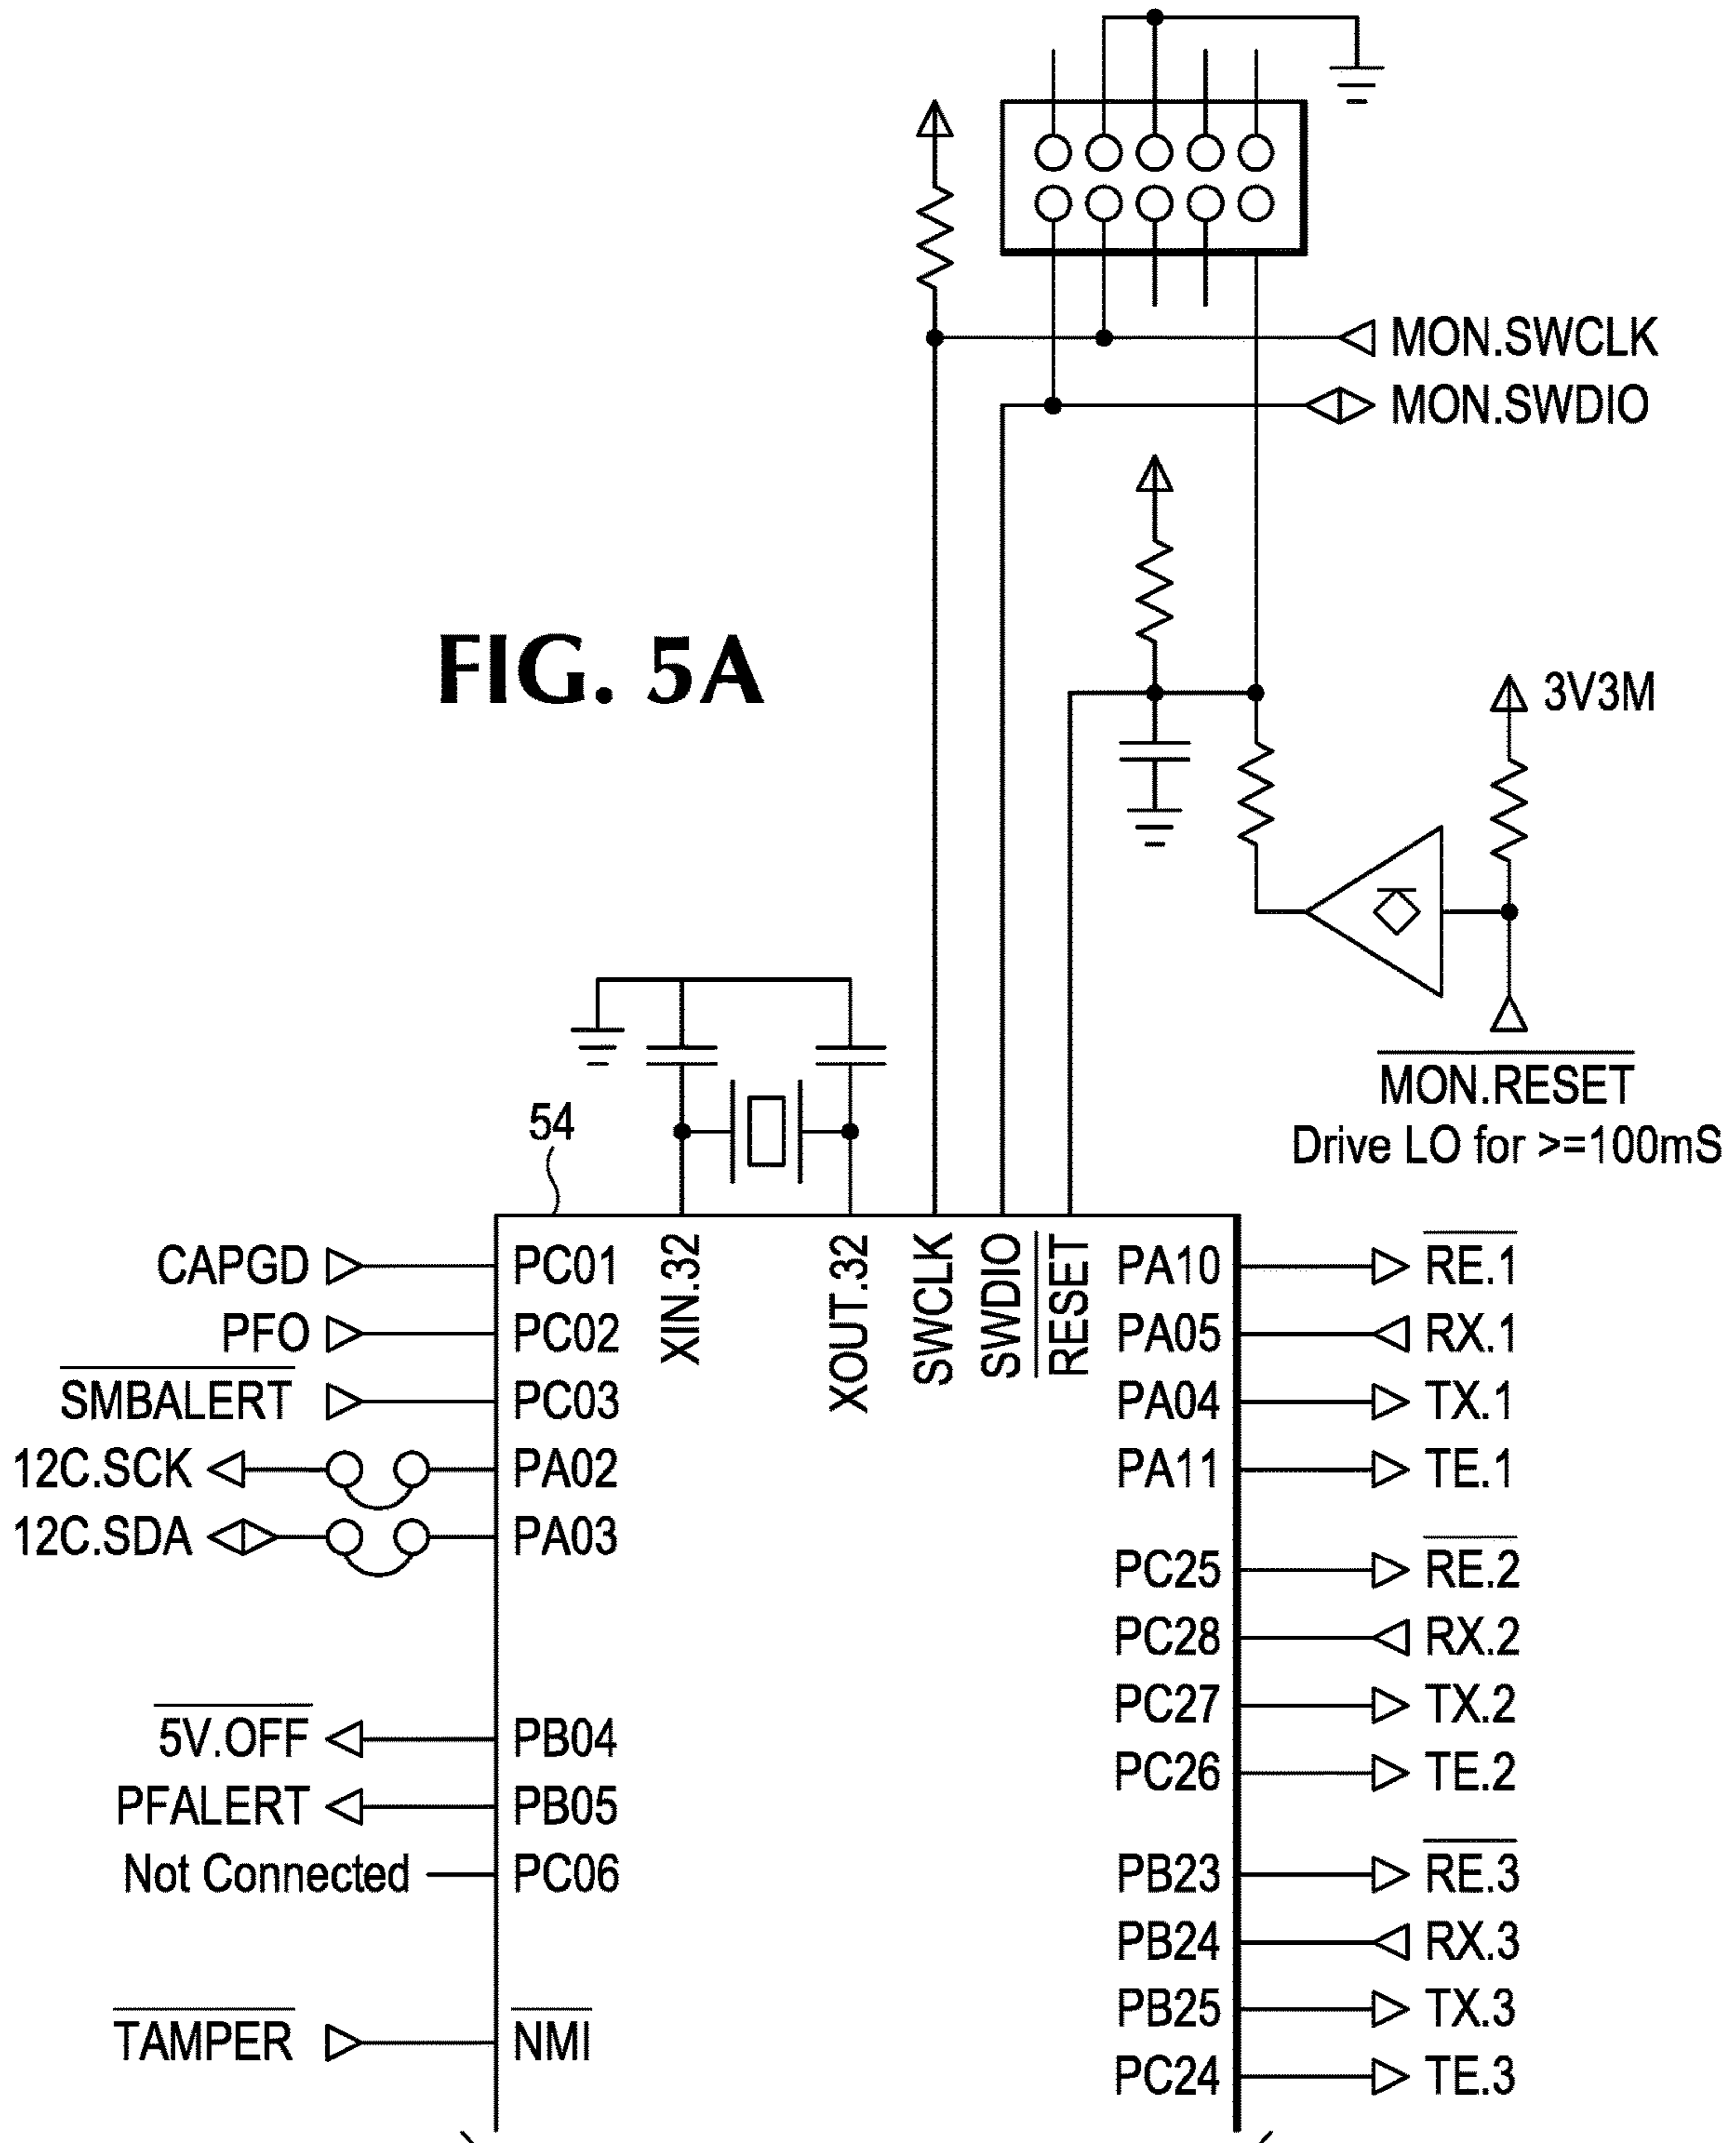 MON.SWCLK
MON.SWDIO
FIG. 5A
3V3M
MON.RESET
Drive LO for >=100mS
54
XIN.32
XOUT.32
SWCLK
SWDIO
RESET
CAPGD PC01 PA10 RE.1
PFO PC02 PA05 RX.1
SMBALERT PC03 PA04 TX.1
12C.SCK PA02 PA11 TE.1
12C.SDA PA03
PC25 RE.2
PC28 RX.2
5V.OFF PB04 PC27 TX.2
PFALERT PB05 PC26 TE.2
Not Connected PC06 PB23 RE.3
PB24 RX.3
TAMPER NMI PB25 TX.3
PC24 TE.3